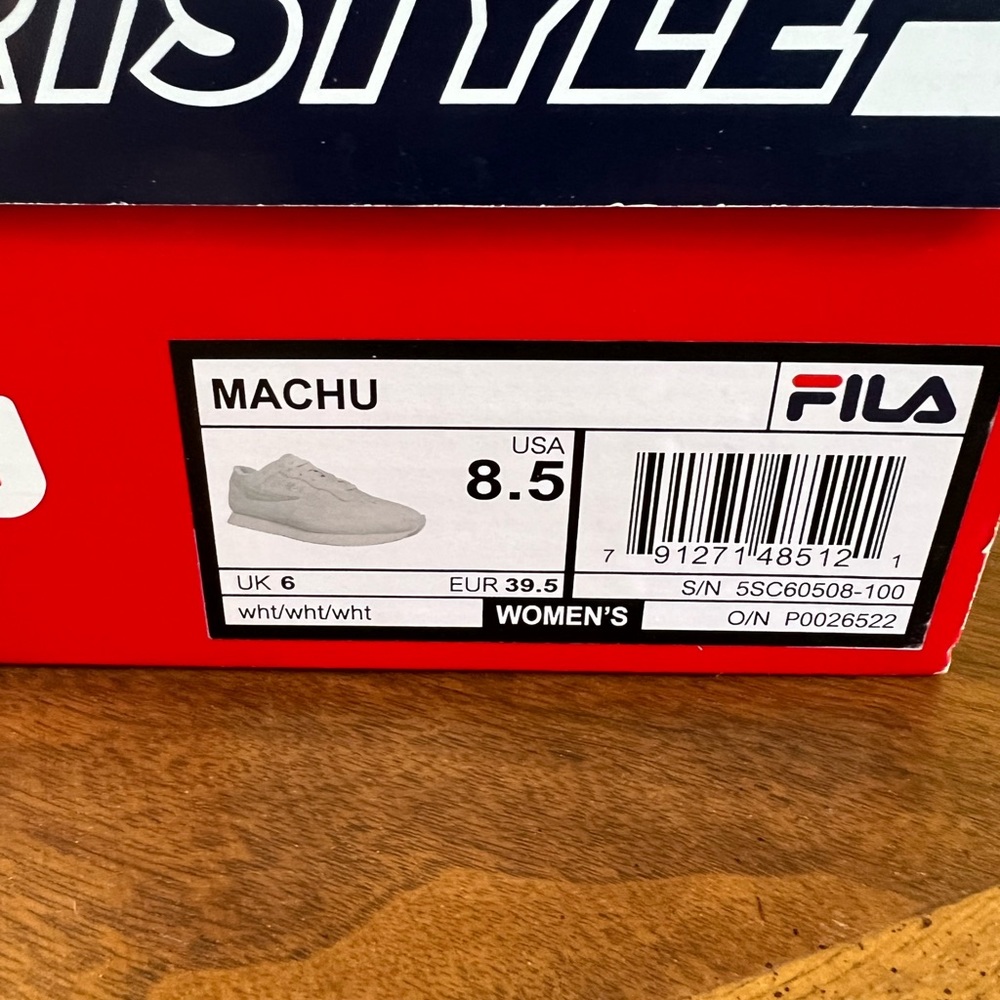 MACHU
FILA
USA
8.5
7 91271 48512 1
UK 6 EUR 39.5
S/N 5SC60508-100
wht/wht/wht
WOMEN'S
O/N P0026522